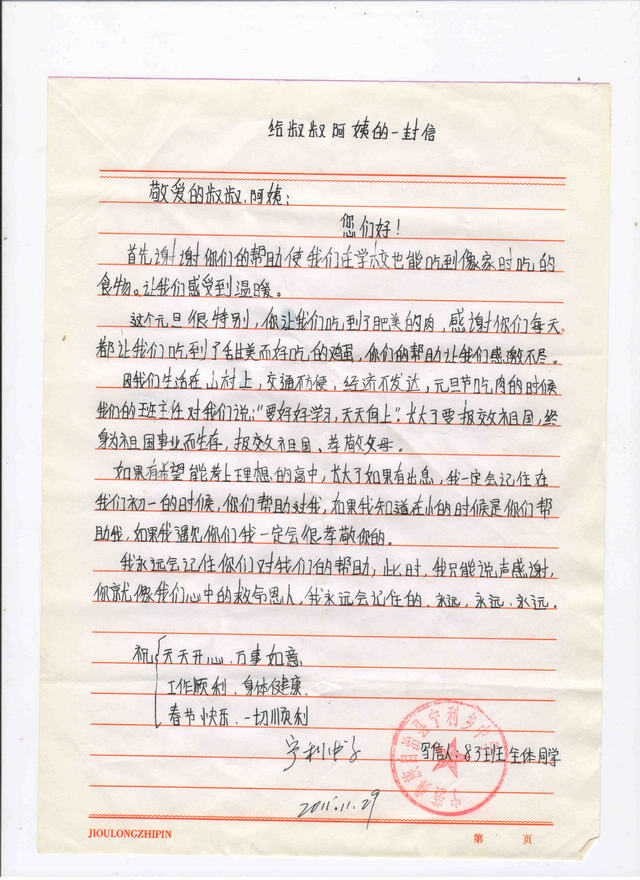 给叔叔阿姨的一封信
敬爱的叔叔、阿姨:
您们好!
首先谢谢你们的帮助使我们在学校也能吃到像家时吃的
食物。让我们感受到温暖。
这个元旦很特别,你让我们吃到了肥美的肉,感谢你们每天
都让我们吃到了甜美而好吃的鸡蛋,你们的帮助让我们感激不尽。
因我们生活在山村上,交通不便,经济不发达,元旦节吃肉的时候
我们的班主任对我们说:"要好好学习,天天向上".长大了要报效祖国,终
身为祖国事业而生存,报效祖国、孝敬父母。
如果有希望能考上理想的高中,长大了如果有出息,我一定会记住在
我们初一的时候,你们帮助对我,如果我知道在小的时候是你们帮
助我,如果我遇见你们我一定会很孝敬你的。
我永远会记住你们对我们的帮助,此时,我只能说声感谢,
你就像我们心中的救命恩人,我永远会记住的、永远、永远、永远.
祝 天天开心、万事如意、
工作顺利、身体健康、
春节快乐、一切顺利
宁利中学
写信人:83班全体同学
2011.11.29
JIOULONGZHIPIN
第 页